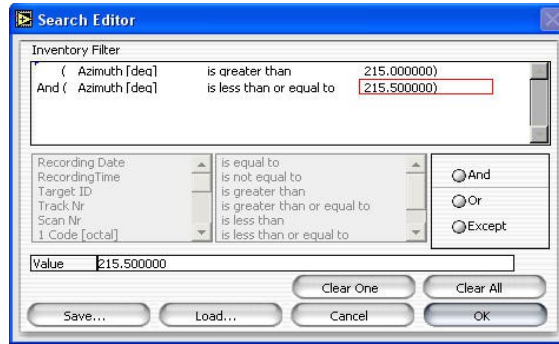 Search Editor
Inventory Filter
( Azimuth [deg] is greater than 215.000000)
And ( Azimuth [deg] is less than or equal to 215.500000)
Recording Date
RecordingTime
Target ID
Track Nr
Scan Nr
1 Code [octal]
is equal to
is not equal to
is greater than
is greater than or equal to
is less than
is less than or equal to
And
Or
Except
Value 215.500000
Clear One Clear All
Save... Load... Cancel OK